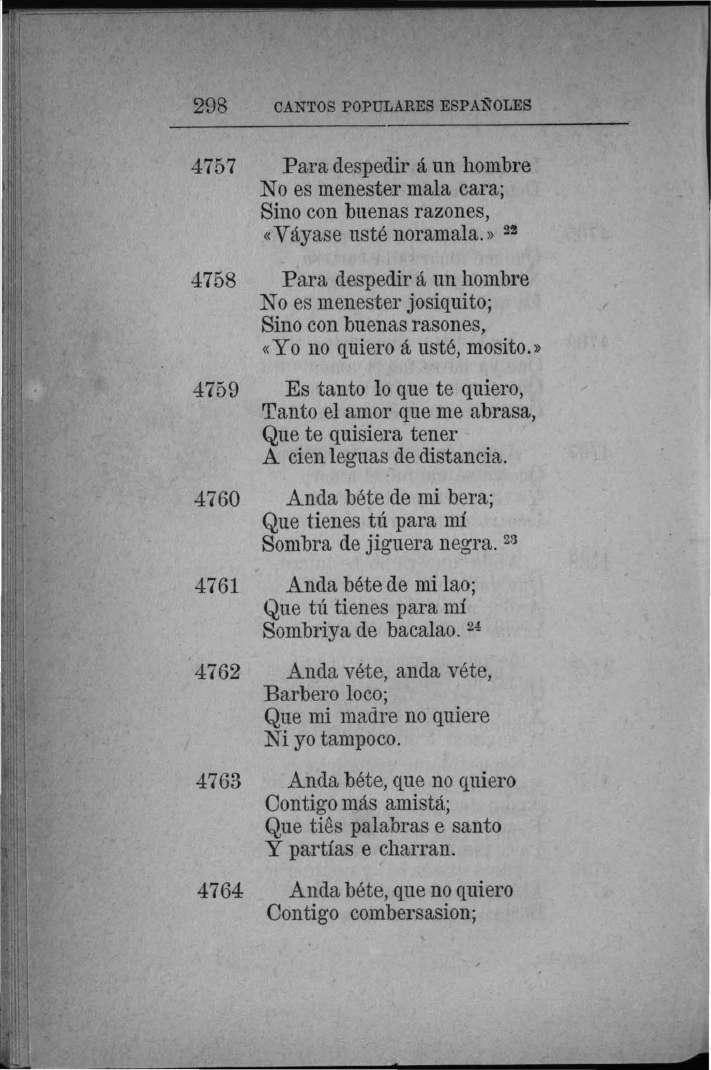 298 CANTOS POPULARES ESPAÑOLES
4757 Para despedir á un hombre
No es menester mala cara;
Sino con buenas razones,
«Váyase usté noramala.» 22
4758 Para despedir á un hombre
No es menester josiquito;
Sino con buenas rasones,
«Yo no quiero á usté, mosito.»
4759 Es tanto lo que te quiero,
Tanto el amor que me abrasa,
Que te quisiera tener
A cien leguas de distancia.
4760 Anda béte de mi bera;
Que tienes tú para mí
Sombra de jiguera negra. 23
4761 Anda béte de mi lao;
Que tú tienes para mí
Sombriya de bacalao. 24
4762 Anda véte, anda véte,
Barbero loco;
Que mi madre no quiere
Ni yo tampoco.
4763 Anda béte, que no quiero
Contigo más amistá;
Que tiês palabras e santo
Y partías e charran.
4764 Anda béte, que no quiero
Contigo combersasion;